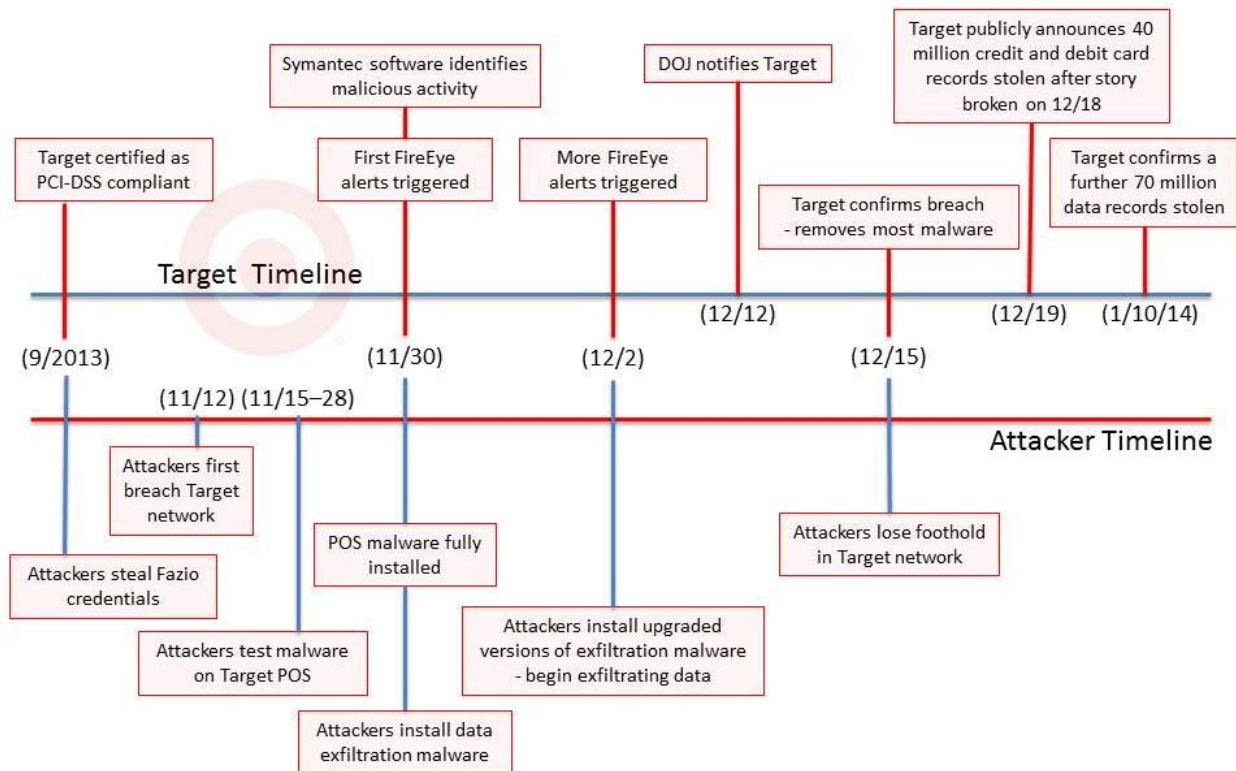 Target publicly announces 40
million credit and debit card
records stolen after story
broken on 12/18
Symantec software identifies
malicious activity
DOJ notifies Target
Target certified as
PCI-DSS compliant
First FireEye
alerts triggered
More FireEye
alerts triggered
Target confirms a
further 70 million
data records stolen
Target confirms breach
- removes most malware
Target Timeline
(12/12)
(12/19)
(1/10/14)
(9/2013)
(11/30)
(12/2)
(12/15)
(11/12)
(11/15–28)
Attacker Timeline
Attackers first
breach Target
network
POS malware fully
installed
Attackers lose foothold
in Target network
Attackers steal Fazio
credentials
Attackers test malware
on Target POS
Attackers install upgraded
versions of exfiltration malware
- begin exfiltrating data
Attackers install data
exfiltration malware